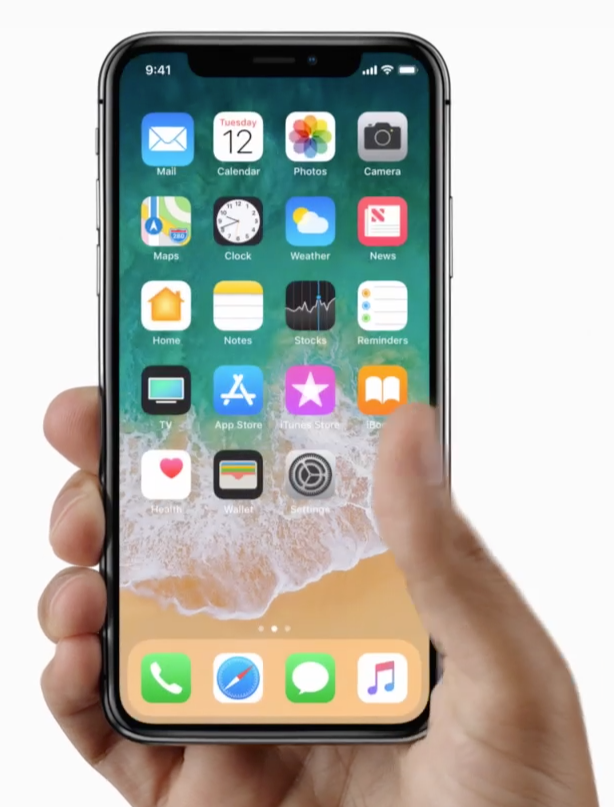 9:41
Tuesday
12
Mail
Calendar
Photos
Camera
280
Maps
Clock
Weather
News
Home
Notes
Stocks
Reminders
TV
App Store
iTunes Store
Health
Wallet
Settings